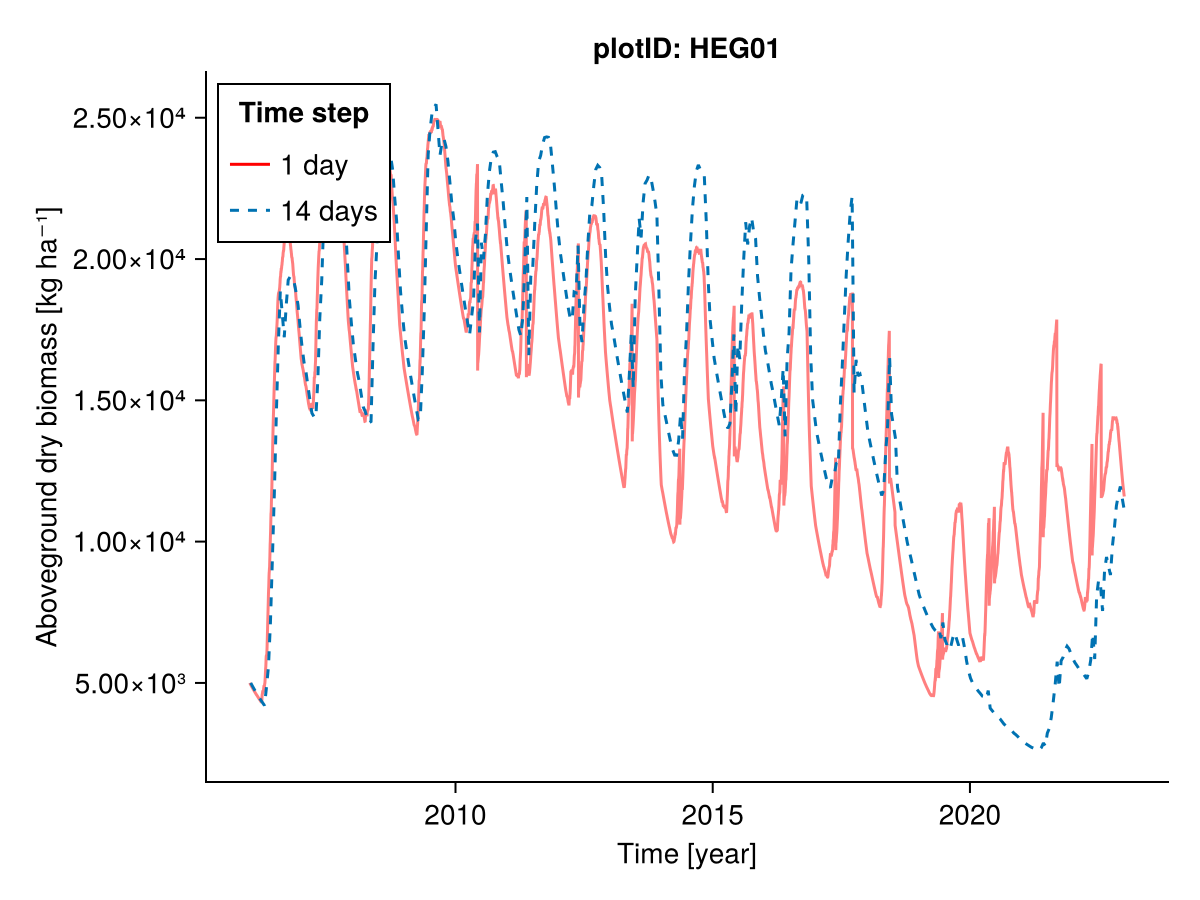 plotID: HEG01
Time step
1 day
14 days
2.50×10⁴
2.00×10⁴
1.50×10⁴
1.00×10⁴
5.00×10³
Aboveground dry biomass [kg ha⁻¹]
2010
2015
2020
Time [year]